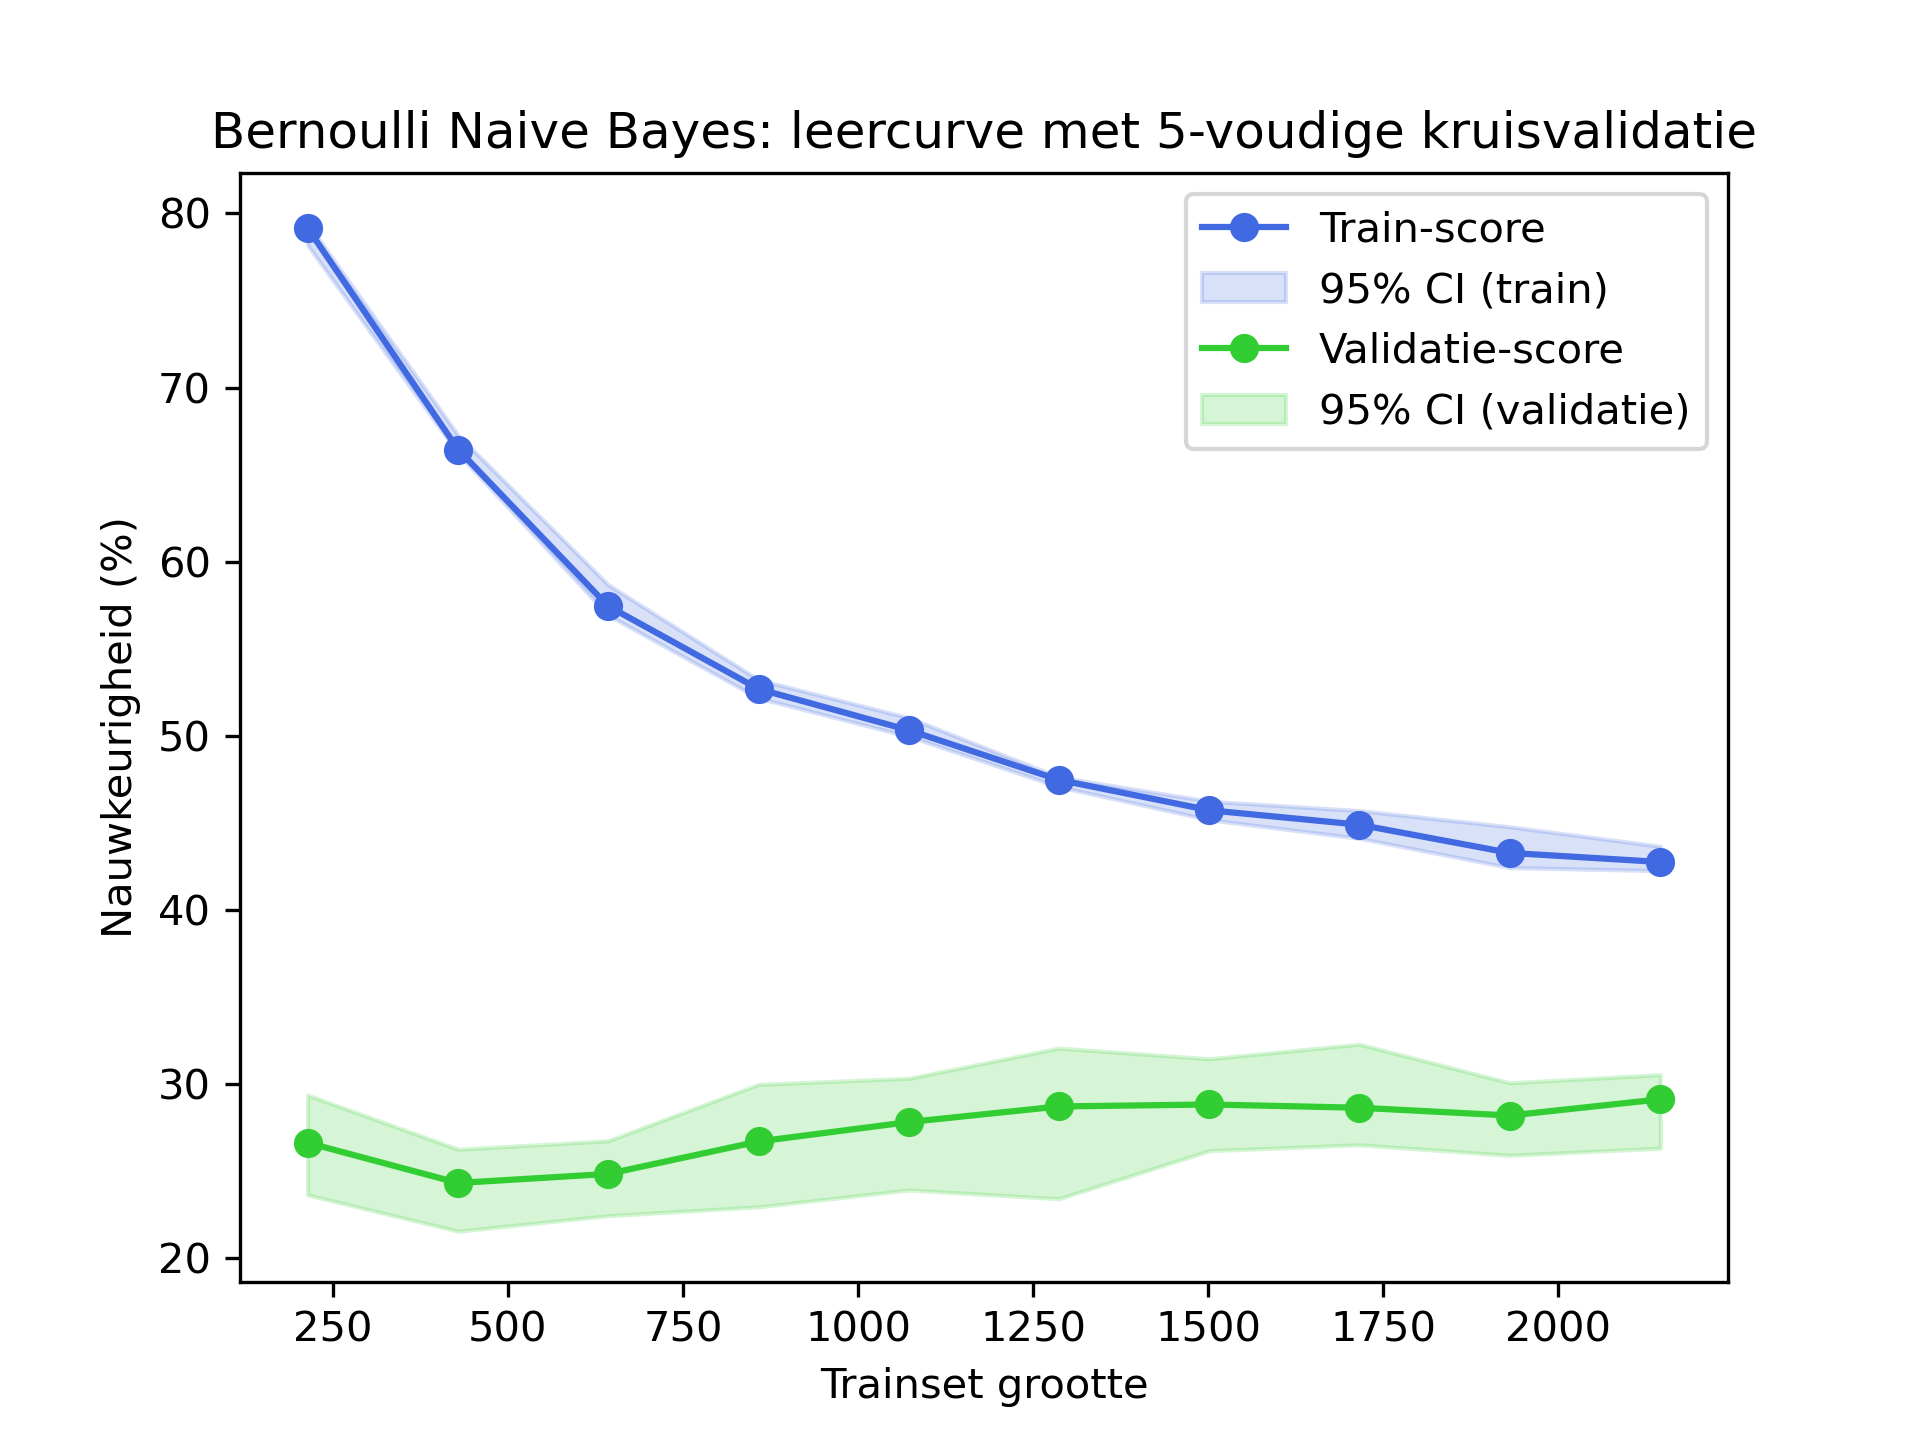 Bernoulli Naive Bayes: leercurve met 5-voudige kruisvalidatie
Train-score
95% CI (train)
Validatie-score
95% CI (validatie)
Nauwkeurigheid (%)
80
70
60
50
40
30
20
250 500 750 1000 1250 1500 1750 2000
Trainset grootte